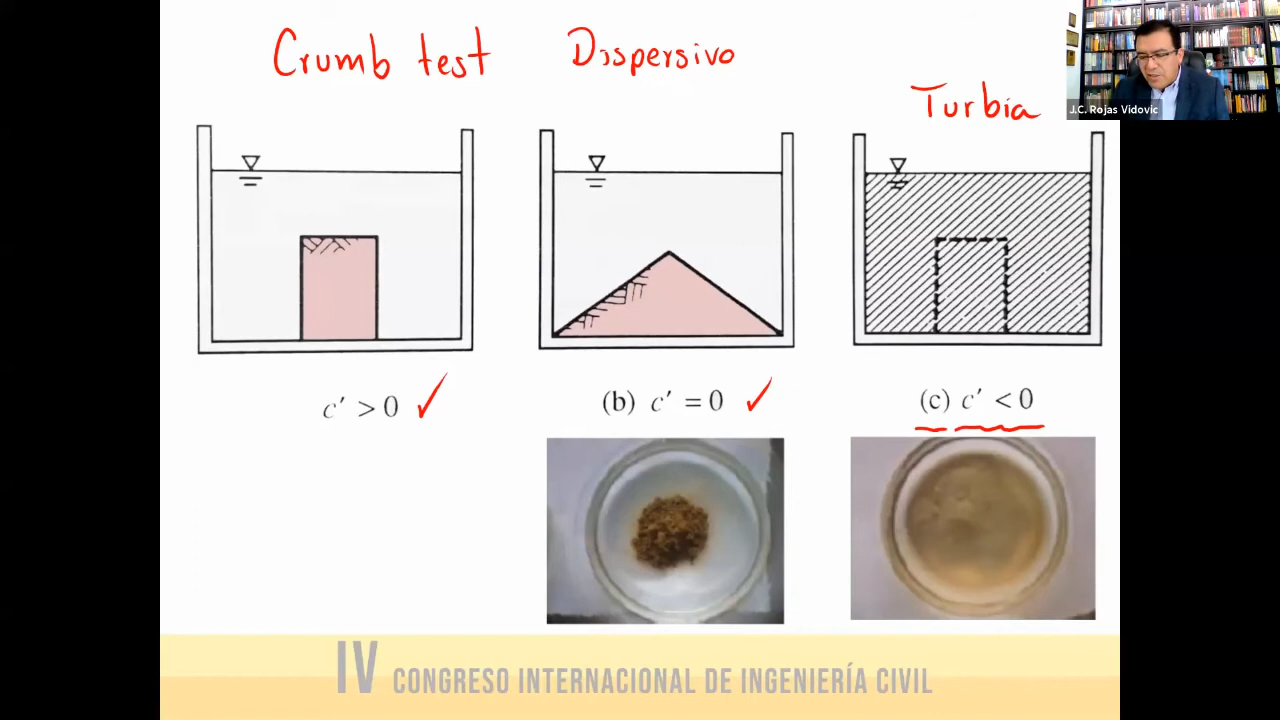 Crumb test Dispersivo
Turbia
J.C. Rojas Vidovic
c' > 0 ✓
(b) c' = 0 ✓
(c) c' < 0
IV CONGRESO INTERNACIONAL DE INGENIERÍA CIVIL